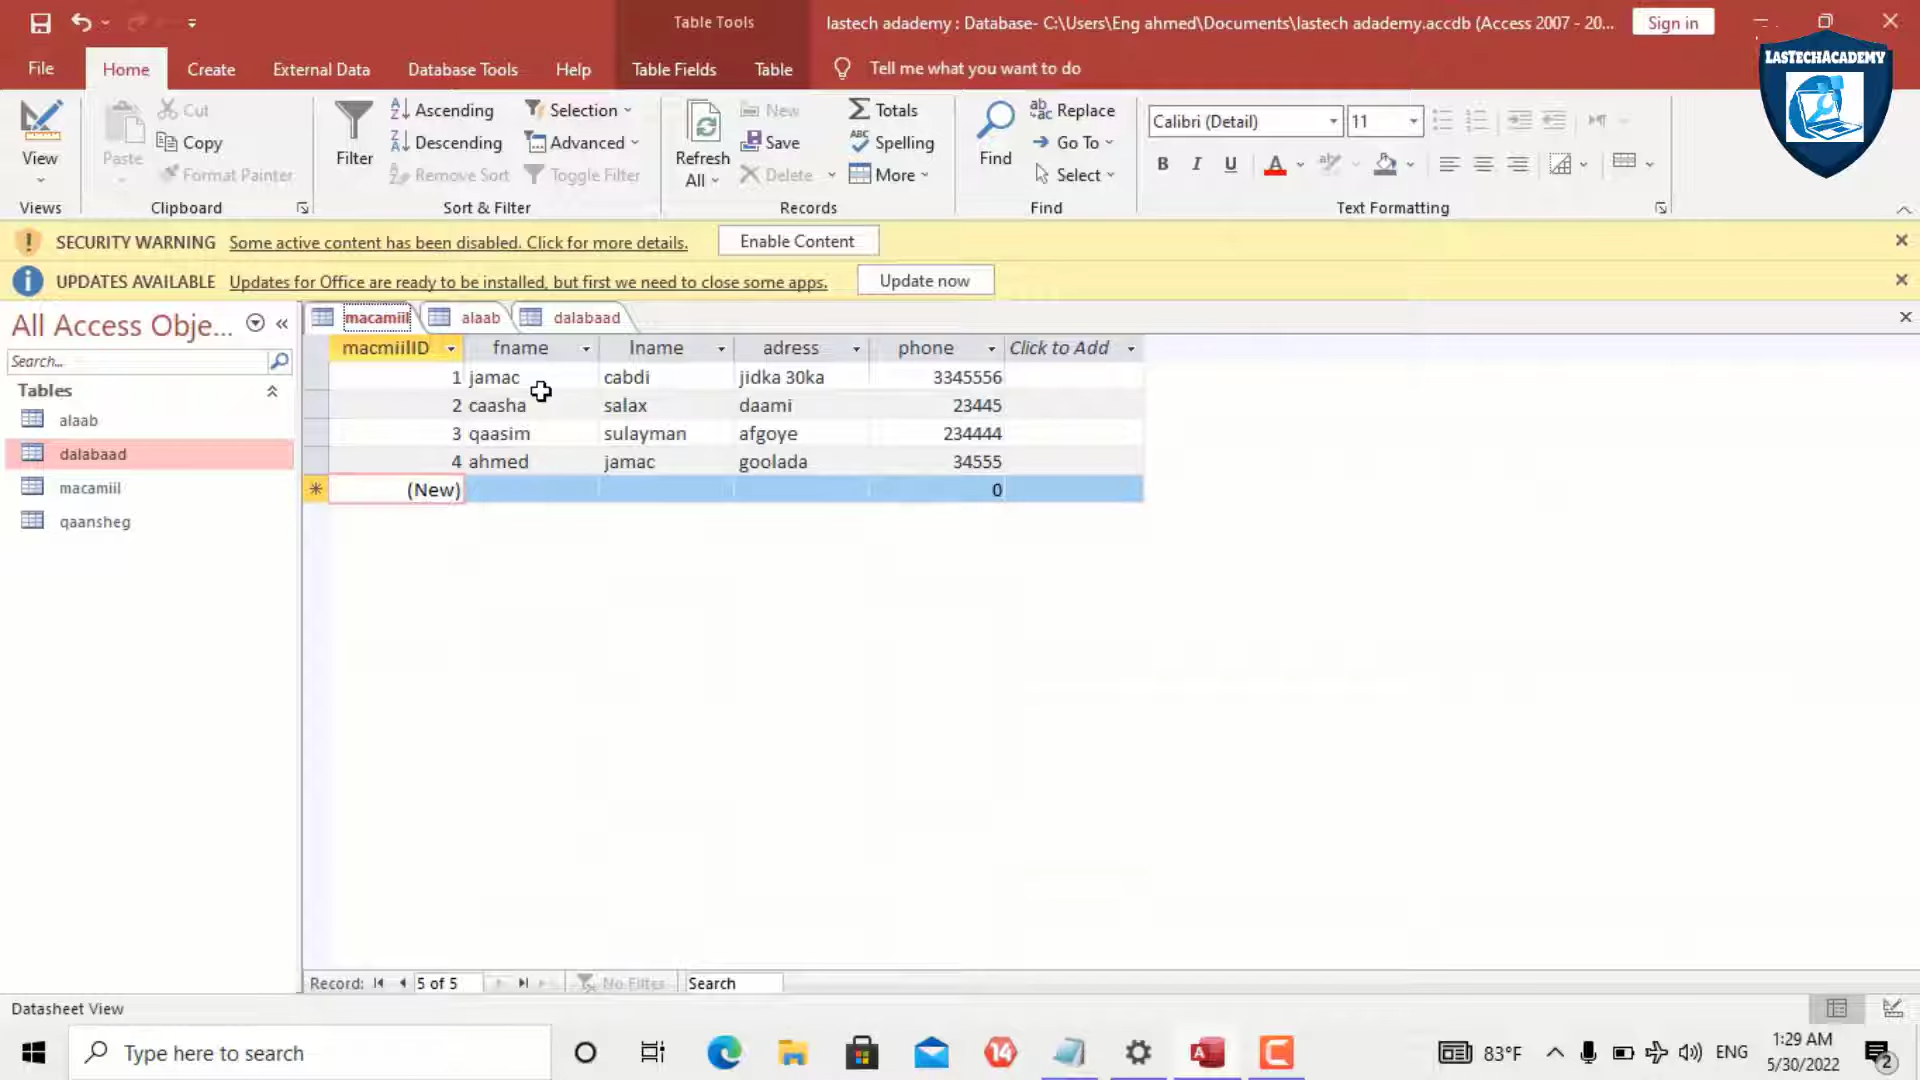 Table Tools
lastech adademy : Database- C:\Users\Eng ahmed\Documents\lastech adademy.accdb (Access 2007 - 20...
Sign in
File Home Create External Data Database Tools Help Table Fields Table Tell me what you want to do
LASTECHACADEMY
View
Paste
Cut
Copy
Format Painter
Filter
Ascending
Descending
Remove Sort
Selection
Advanced
Toggle Filter
Refresh
All
New
Save
Delete
Totals
Spelling
More
Find
Replace
Go To
Select
Calibri (Detail) 11
B I U A
Views Clipboard Sort & Filter Records Find Text Formatting
SECURITY WARNING Some active content has been disabled. Click for more details. Enable Content
UPDATES AVAILABLE Updates for Office are ready to be installed, but first we need to close some apps. Update now
All Access Obje...
Search...
Tables
alaab
dalabaad
macamiil
qaansheg
macamiil alaab dalabaad
macmiilID fname lname adress phone Click to Add
1 jamac cabdi jidka 30ka 3345556
2 caasha salax daami 23445
3 qaasim sulayman afgoye 234444
4 ahmed jamac goolada 34555
(New) 0
Record: 5 of 5 No Filter Search
Datasheet View
Type here to search
14
83°F
ENG
1:29 AM
5/30/2022
2